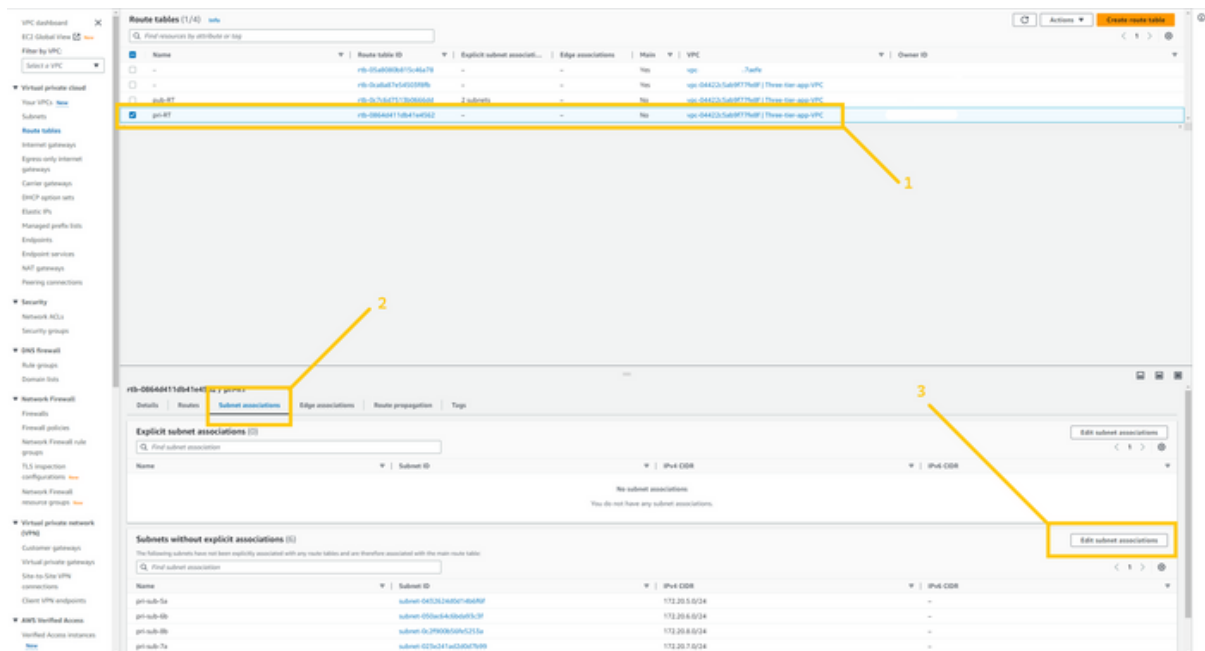 VPC dashboard
EC2 Global View New
Filter by VPC:
Select a VPC
Virtual private cloud
Your VPCs New
Subnets
Route tables
Internet gateways
Egress-only internet gateways
Carrier gateways
DHCP option sets
Elastic IPs
Managed prefix lists
Endpoints
Endpoint services
NAT gateways
Peering connections
Security
Network ACLs
Security groups
DNS firewall
Rule groups
Domain lists
Network Firewall
Firewalls
Firewall policies
Network Firewall rule groups
TLS inspection configurations New
Network Firewall resource groups New
Virtual private network (VPN)
Customer gateways
Virtual private gateways
Site-to-Site VPN connections
Client VPN endpoints
AWS Verified Access
Verified Access instances New
Route tables (1/4) Info
Actions
Create route table
Find resources by attribute or tag
1
Name Route table ID Explicit subnet associati... Edge associations Main VPC Owner ID
- - - Yes
- - - Yes Three-tier-app-VPC
pub-RT 2 subnets - No Three-tier-app-VPC
pri-RT rtb-0864d411db41e4562 - - No Three-tier-app-VPC
1
2
3
Details Routes Subnet associations Edge associations Route propagation Tags
Explicit subnet associations (0)
Edit subnet associations
Find subnet association
1
Name Subnet ID IPv4 CIDR IPv6 CIDR
No subnet associations
You do not have any subnet associations.
Subnets without explicit associations (6)
Edit subnet associations
The following subnets have not been explicitly associated with any route tables and are therefore associated with the main route table:
Find subnet association
1
Name Subnet ID IPv4 CIDR IPv6 CIDR
pri-sub-5a 172.20.5.0/24 -
pri-sub-6b 172.20.6.0/24 -
pri-sub-8b 172.20.8.0/24 -
pri-sub-7a 172.20.7.0/24 -